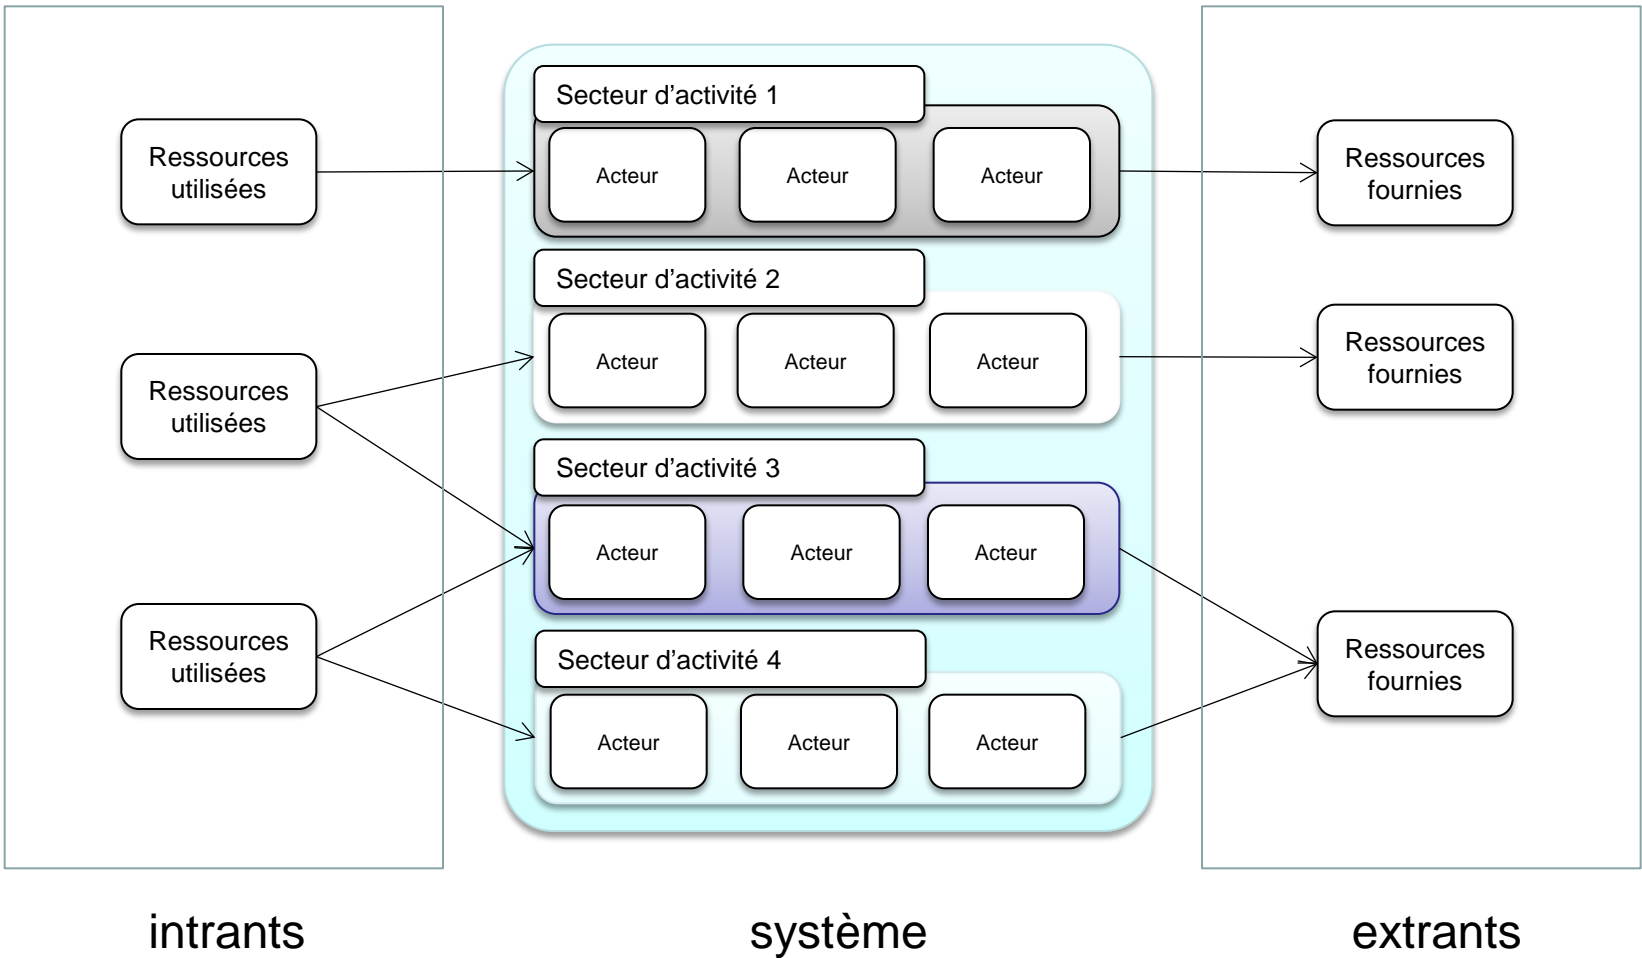 Secteur d’activité 1
Ressources
utilisées
Acteur
Acteur
Acteur
Ressources
fournies
Secteur d’activité 2
Ressources
utilisées
Acteur
Acteur
Acteur
Ressources
fournies
Secteur d’activité 3
Acteur
Acteur
Acteur
Ressources
utilisées
Secteur d’activité 4
Acteur
Acteur
Acteur
Ressources
fournies
intrants
système
extrants